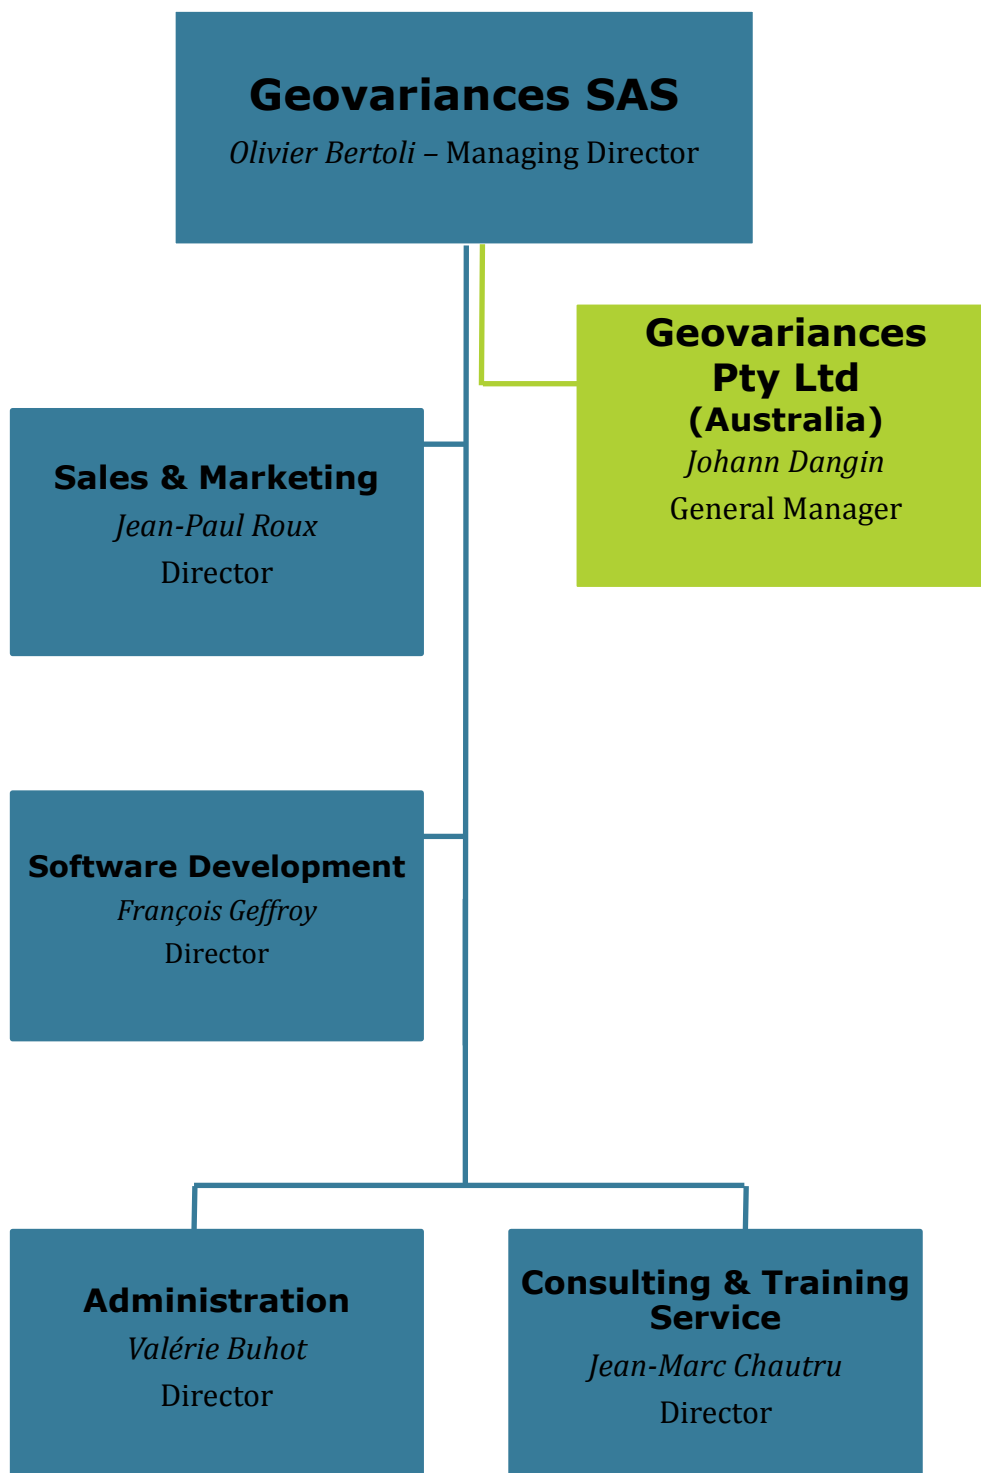 Geovariances SAS
Olivier Bertoli – Managing Director
Geovariances
Pty Ltd
(Australia)
Johann Dangin
General Manager
Sales & Marketing
Jean-Paul Roux
Director
Software Development
François Geffroy
Director
Administration
Valérie Buhot
Director
Consulting & Training
Service
Jean-Marc Chautru
Director